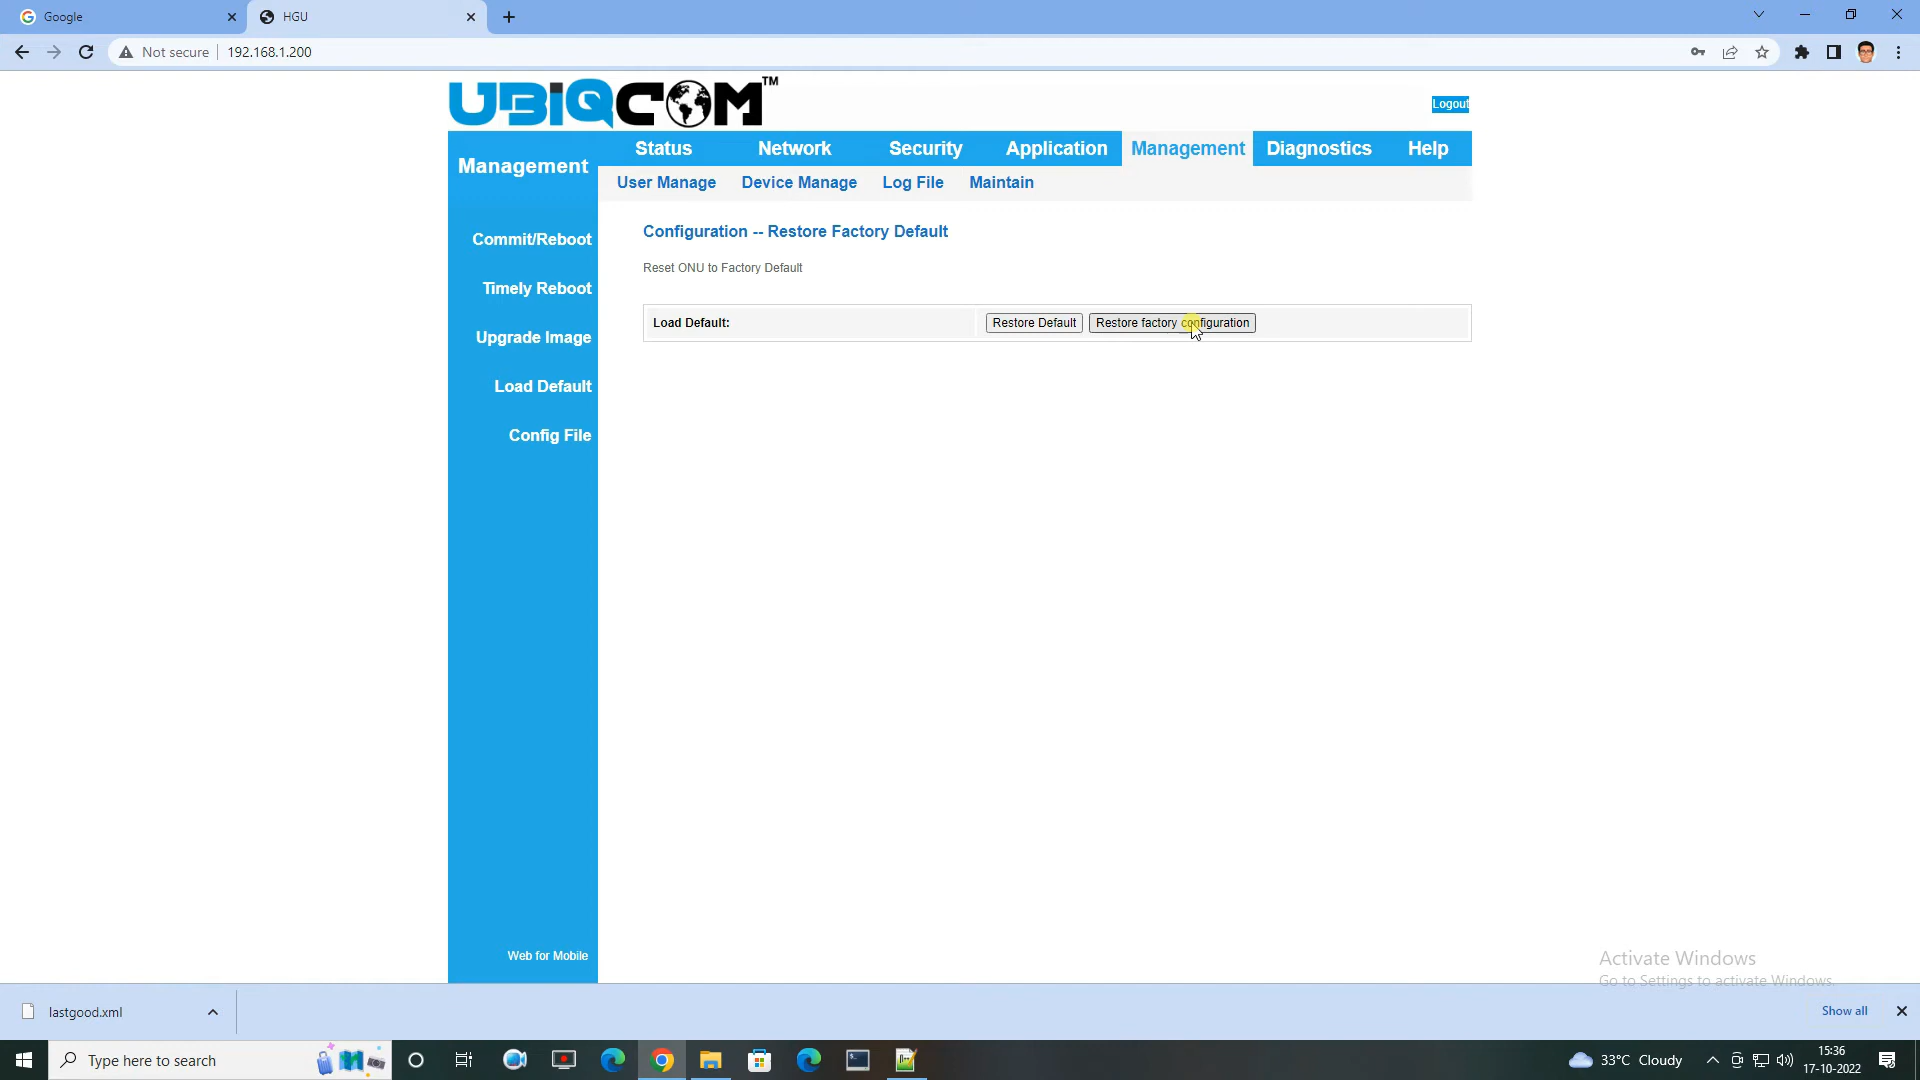 Google
HGU
Not secure
192.168.1.200
UBIQCOM™
Logout
Management
Status Network Security Application Management Diagnostics Help
User Manage Device Manage Log File Maintain
Commit/Reboot
Timely Reboot
Upgrade Image
Load Default
Config File
Web for Mobile
Configuration -- Restore Factory Default
Reset ONU to Factory Default
Load Default: Restore Default Restore factory configuration
Activate Windows
Go to Settings to activate Windows.
lastgood.xml
Show all
Type here to search
33°C Cloudy
15:36
17-10-2022